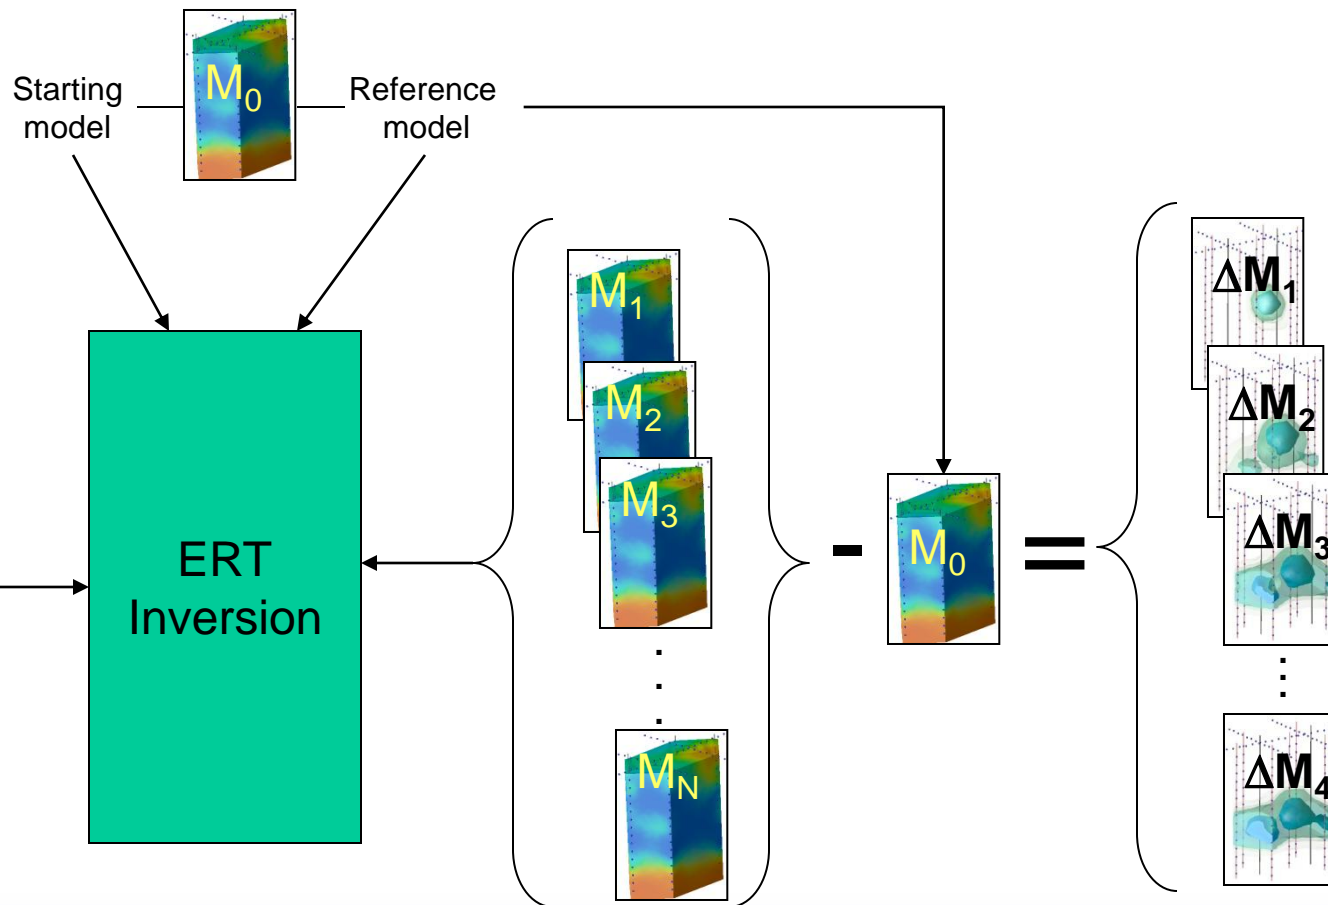 Starting
model
M0
Reference
model
ERT
Inversion
M1
M2
M3
.
.
.
MN
-
M0
=
ΔM1
ΔM2
ΔM3
.
.
.
ΔM4